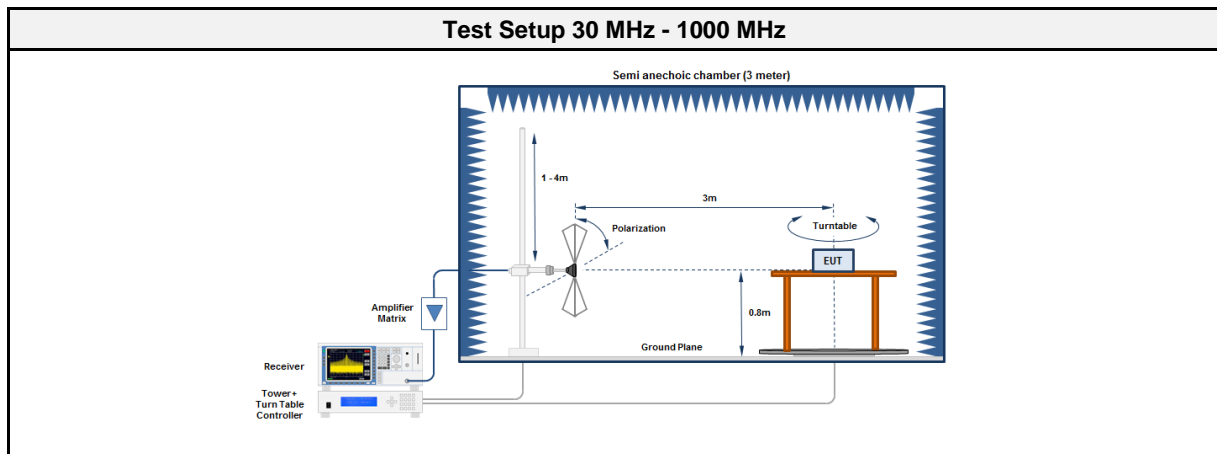 Test Setup 30 MHz - 1000 MHz
Semi anechoic chamber (3 meter)
1 - 4m
3m
Polarization
Turntable
EUT
Amplifier
Matrix
0.8m
Ground Plane
Receiver
Tower+
Turn Table
Controller